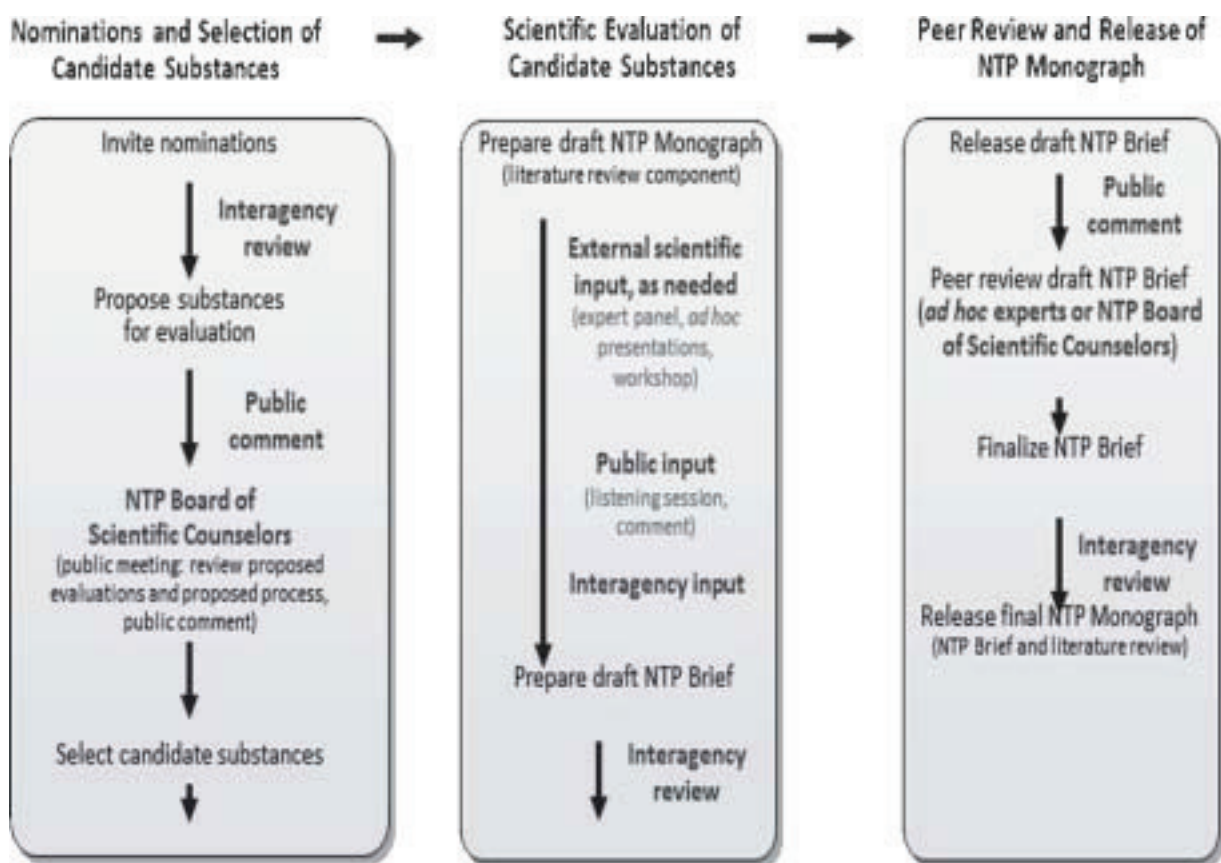 Nominations and Selection of
Candidate Substances
Scientific Evaluation of
Candidate Substances
Peer Review and Release of
NTP Monograph
Invite nominations
Interagency
review
Propose substances
for evaluation
Public
comment
NTP Board of
Scientific Counselors
(public meeting: review proposed
evaluations and proposed process,
public comment)
Select candidate substances
Prepare draft NTP Monograph
(literature review component)
External scientific
input, as needed
(expert panel, ad hoc
presentations,
workshop)
Public input
(listening session,
comment)
Interagency input
Prepare draft NTP Brief
Interagency
review
Release draft NTP Brief
Public
comment
Peer review draft NTP Brief
(ad hoc experts or NTP Board
of Scientific Counselors)
Finalize NTP Brief
Interagency
review
Release final NTP Monograph
(NTP Brief and literature review)